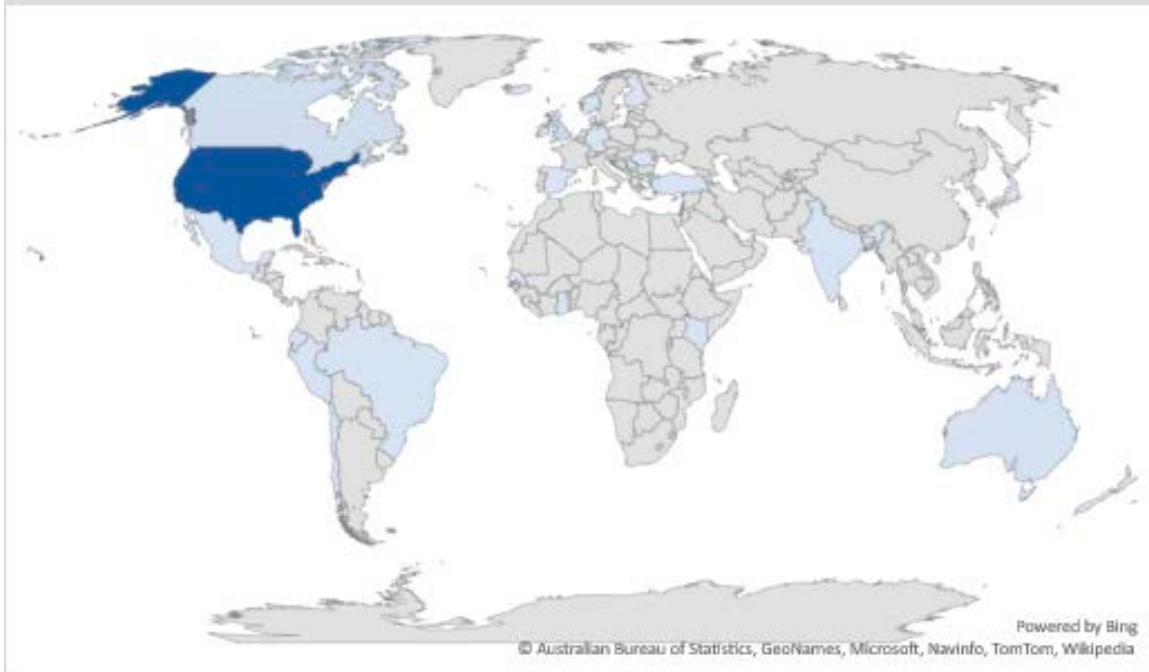 Powered by Bing
© Australian Bureau of Statistics, GeoNames, Microsoft, Navinfo, TomTom, Wikipedia